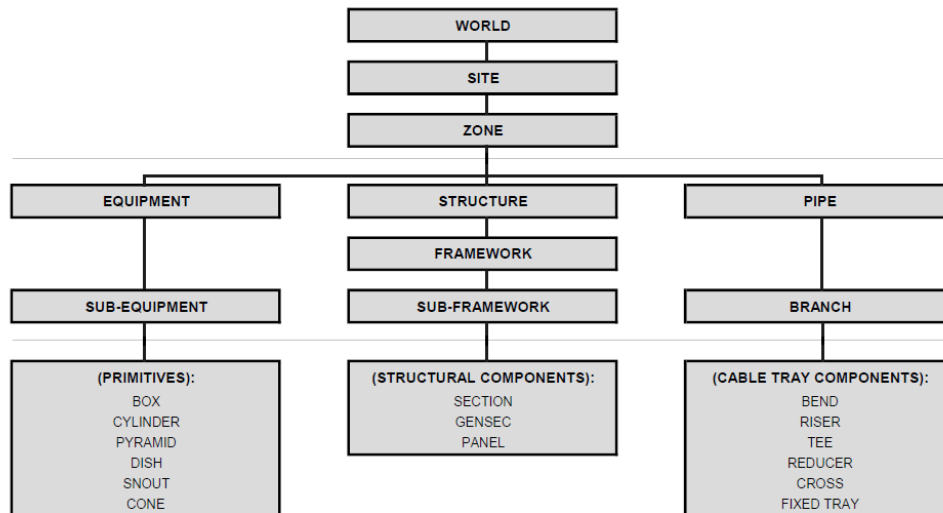 WORLD
SITE
ZONE
EQUIPMENT
STRUCTURE
PIPE
FRAMEWORK
SUB-EQUIPMENT
SUB-FRAMEWORK
BRANCH
(PRIMITIVES):
BOX
CYLINDER
PYRAMID
DISH
SNOUT
CONE
(STRUCTURAL COMPONENTS):
SECTION
GENSEC
PANEL
(CABLE TRAY COMPONENTS):
BEND
RISER
TEE
REDUCER
CROSS
FIXED TRAY